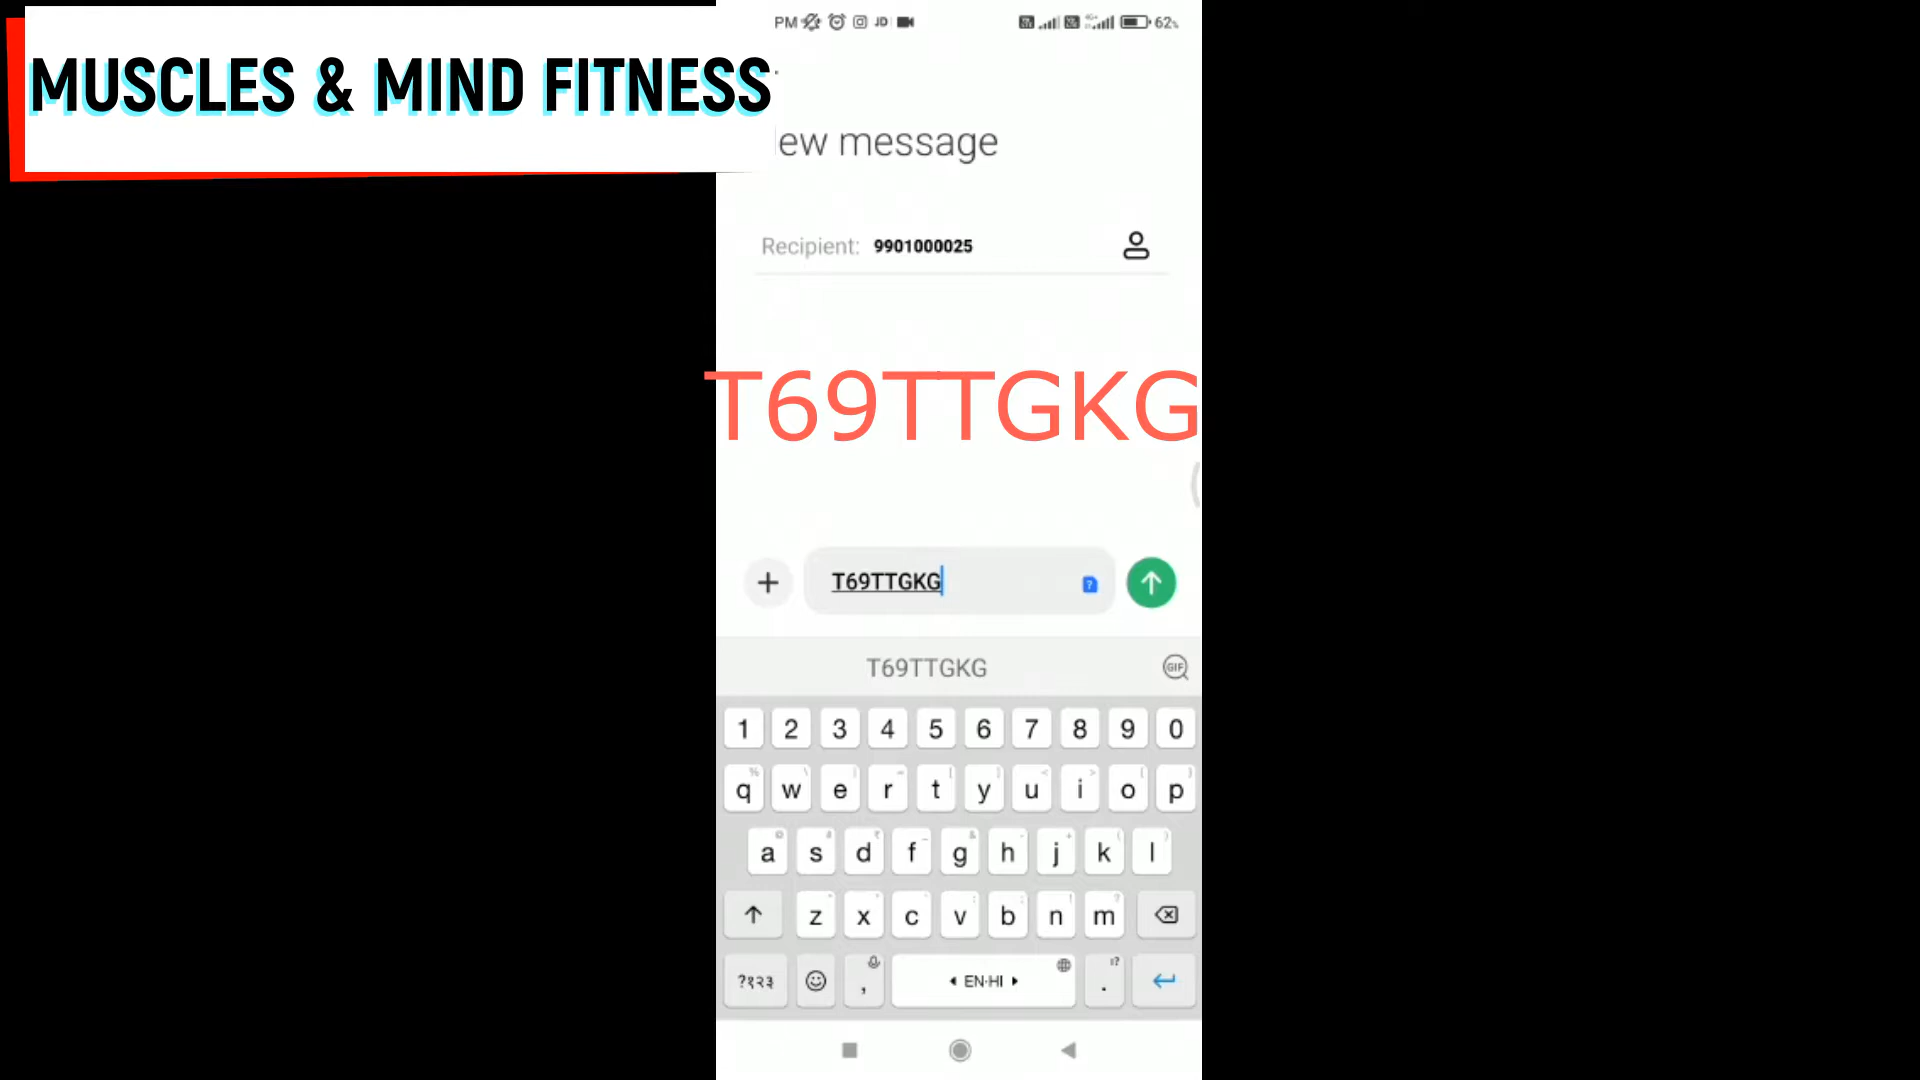 MUSCLES & MIND FITNESS
PM JD 62%
ew message
Recipient: 9901000025
T69TTGKG
T69TTGKG
T69TTGKG GIF
1 2 3 4 5 6 7 8 9 0
q w e r t y u i o p
a s d f g h j k l
z x c v b n m
?१२३ , EN·HI . !?